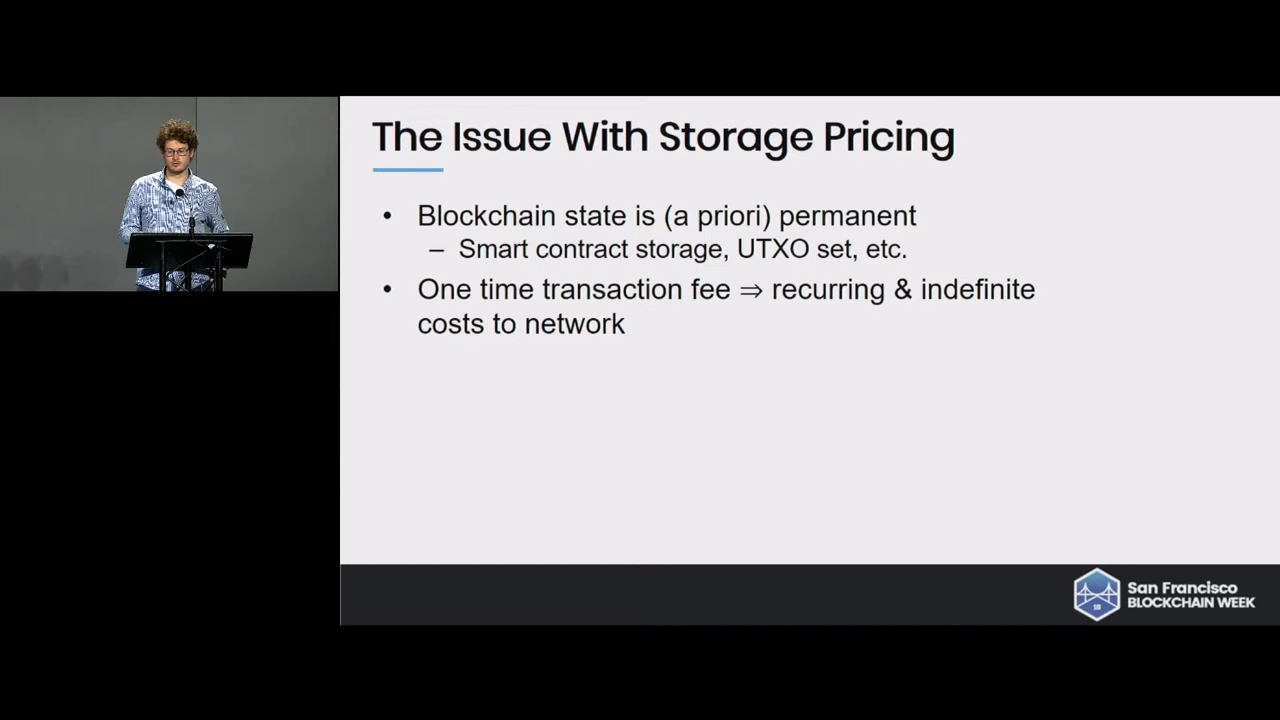 The Issue With Storage Pricing
• Blockchain state is (a priori) permanent
– Smart contract storage, UTXO set, etc.
• One time transaction fee ⇒ recurring & indefinite
costs to network
18
San Francisco
BLOCKCHAIN WEEK